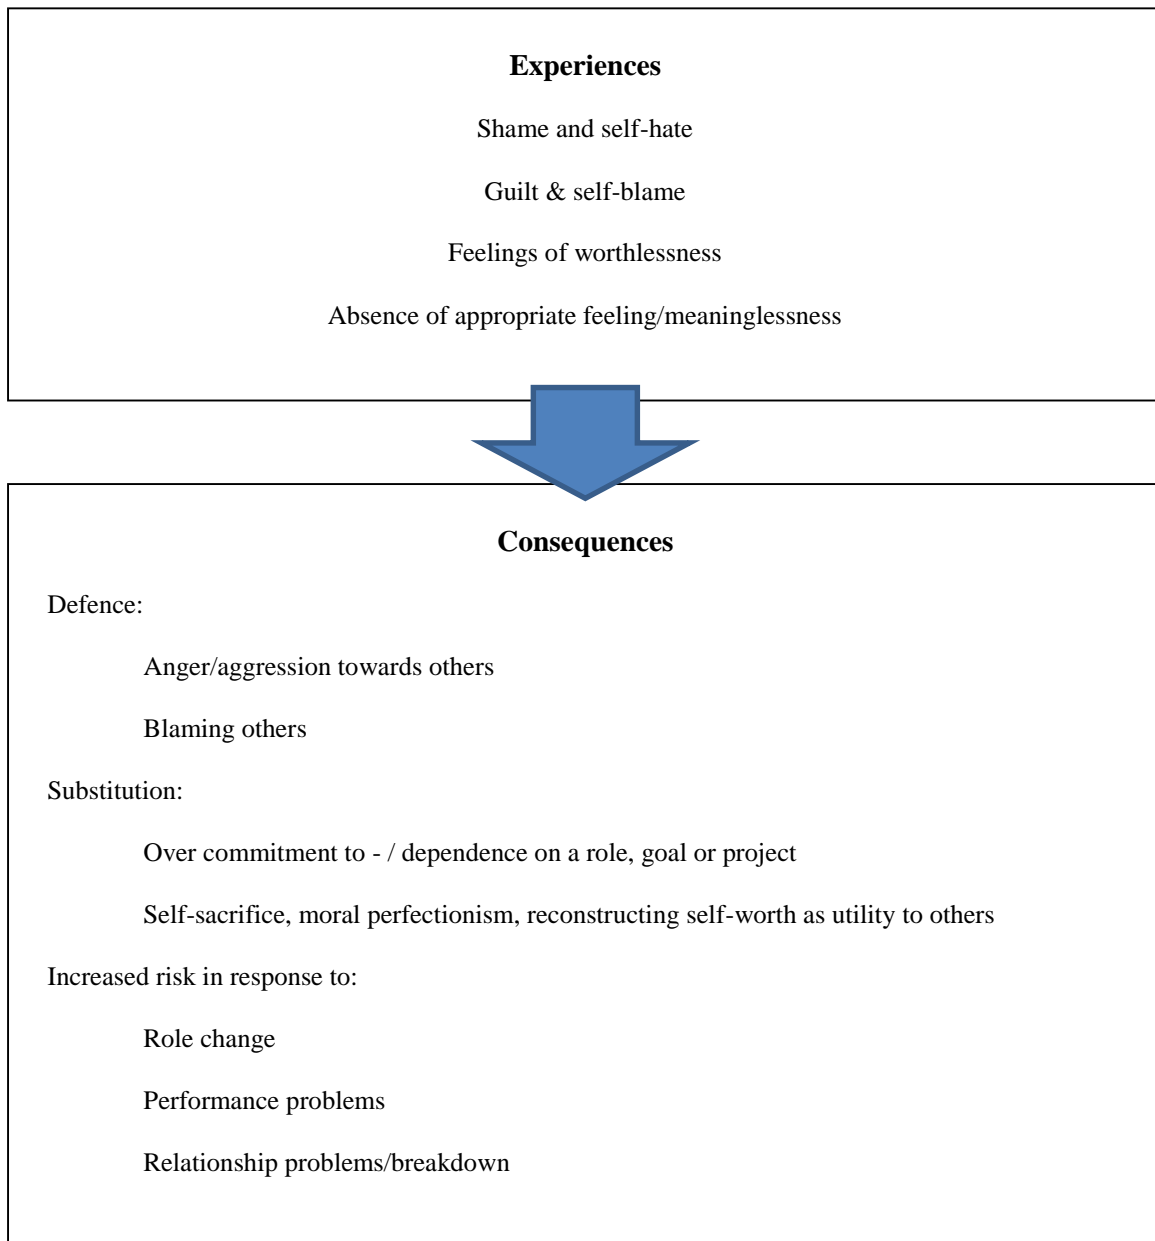 Experiences
Shame and self-hate
Guilt & self-blame
Feelings of worthlessness
Absence of appropriate feeling/meaninglessness
Consequences
Defence:
Anger/aggression towards others
Blaming others
Substitution:
Over commitment to - / dependence on a role, goal or project
Self-sacrifice, moral perfectionism, reconstructing self-worth as utility to others
Increased risk in response to:
Role change
Performance problems
Relationship problems/breakdown